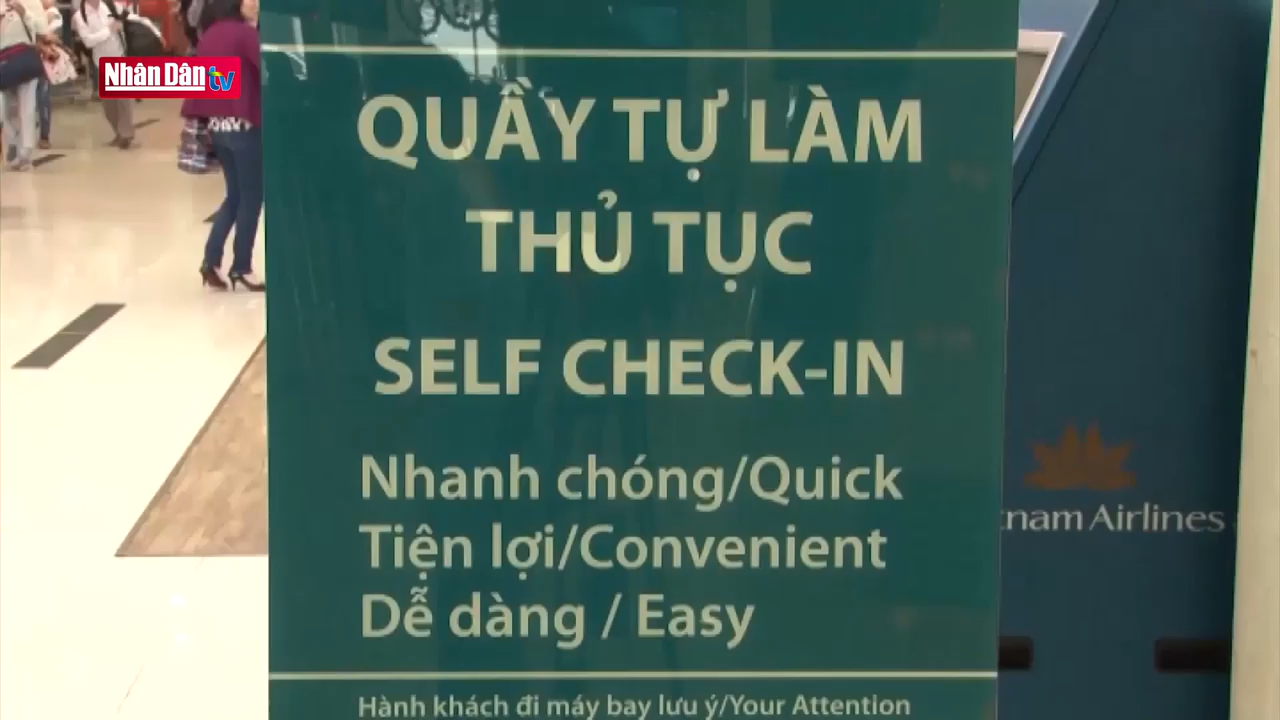 Nhân Dân tv
QUẦY TỰ LÀM
THỦ TỤC
SELF CHECK-IN
Nhanh chóng/Quick
Tiện lợi/Convenient
Dễ dàng / Easy
Hành khách đi máy bay lưu ý/Your Attention
Airlines